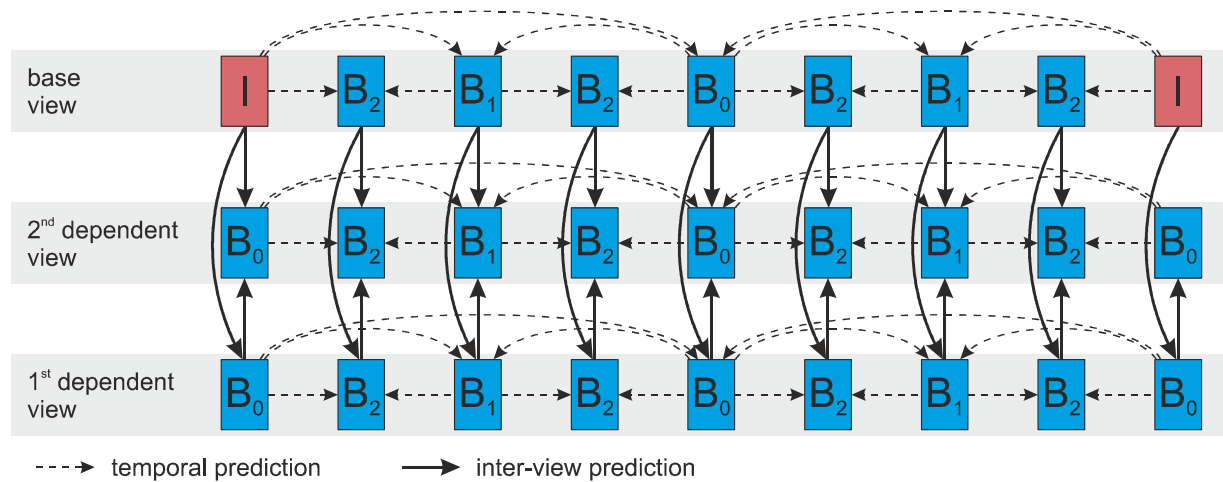 base view
I B₂ B₁ B₂ B₀ B₂ B₁ B₂ I
2nd dependent view
B₀ B₂ B₁ B₂ B₀ B₂ B₁ B₂ B₀
1st dependent view
B₀ B₂ B₁ B₂ B₀ B₂ B₁ B₂ B₀
temporal prediction inter-view prediction